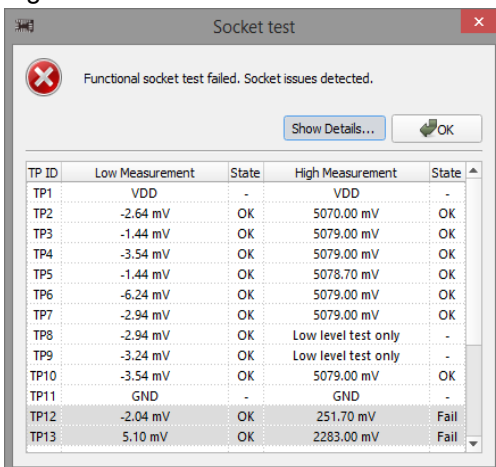 Socket test
Functional socket test failed. Socket issues detected.
Show Details... OK
TP ID Low Measurement State High Measurement State
TP1 VDD - VDD -
TP2 -2.64 mV OK 5070.00 mV OK
TP3 -1.44 mV OK 5079.00 mV OK
TP4 -3.54 mV OK 5079.00 mV OK
TP5 -1.44 mV OK 5078.70 mV OK
TP6 -6.24 mV OK 5079.00 mV OK
TP7 -2.94 mV OK 5079.00 mV OK
TP8 -2.94 mV OK Low level test only -
TP9 -3.24 mV OK Low level test only -
TP10 -3.54 mV OK 5079.00 mV OK
TP11 GND - GND -
TP12 -2.04 mV OK 251.70 mV Fail
TP13 5.10 mV OK 2283.00 mV Fail